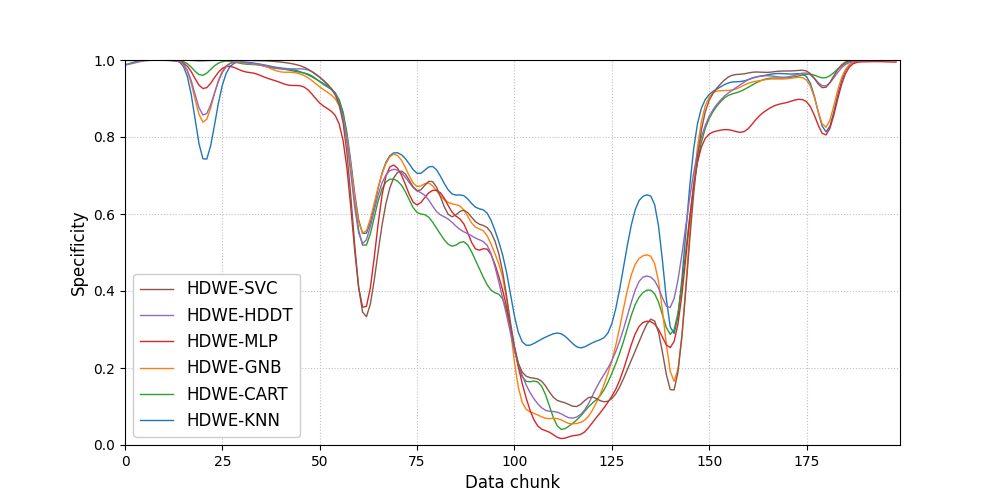 1.0
0.8
0.6
0.4
0.2
0.0
Specificity
HDWE-SVC
HDWE-HDDT
HDWE-MLP
HDWE-GNB
HDWE-CART
HDWE-KNN
0 25 50 75 100 125 150 175
Data chunk